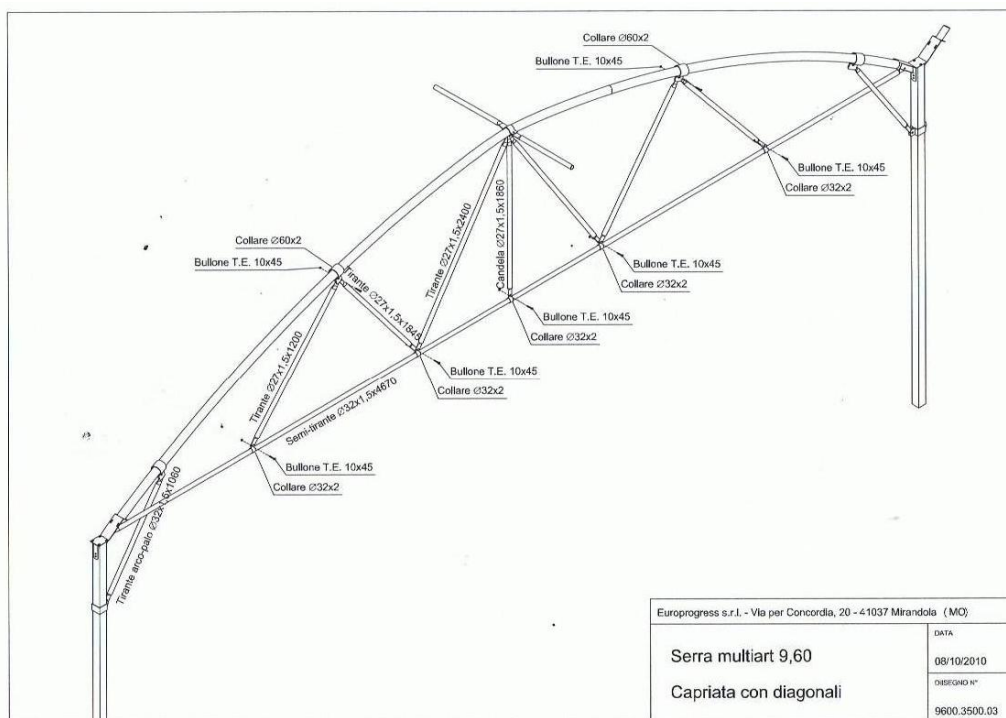 Collare Ø60x2
Bullone T.E. 10x45
Bullone T.E. 10x45
Collare Ø32x2
Tirante Ø27x1,5x2400
Candela Ø27x1,5x1860
Collare Ø60x2
Bullone T.E. 10x45
Tirante Ø27x1,5x1845
Bullone T.E. 10x45
Collare Ø32x2
Bullone T.E. 10x45
Collare Ø32x2
Tirante Ø27x1,5x1200
Bullone T.E. 10x45
Collare Ø32x2
Semi-tirante Ø32x1,5x4670
Bullone T.E. 10x45
Collare Ø32x2
Tirante arco-palo Ø32x1,5x1060
Europrogress s.r.l. - Via per Concordia, 20 - 41037 Mirandola (MO)
Serra multiart 9,60
Capriata con diagonali
DATA
08/10/2010
DISEGNO N°
9600.3500.03